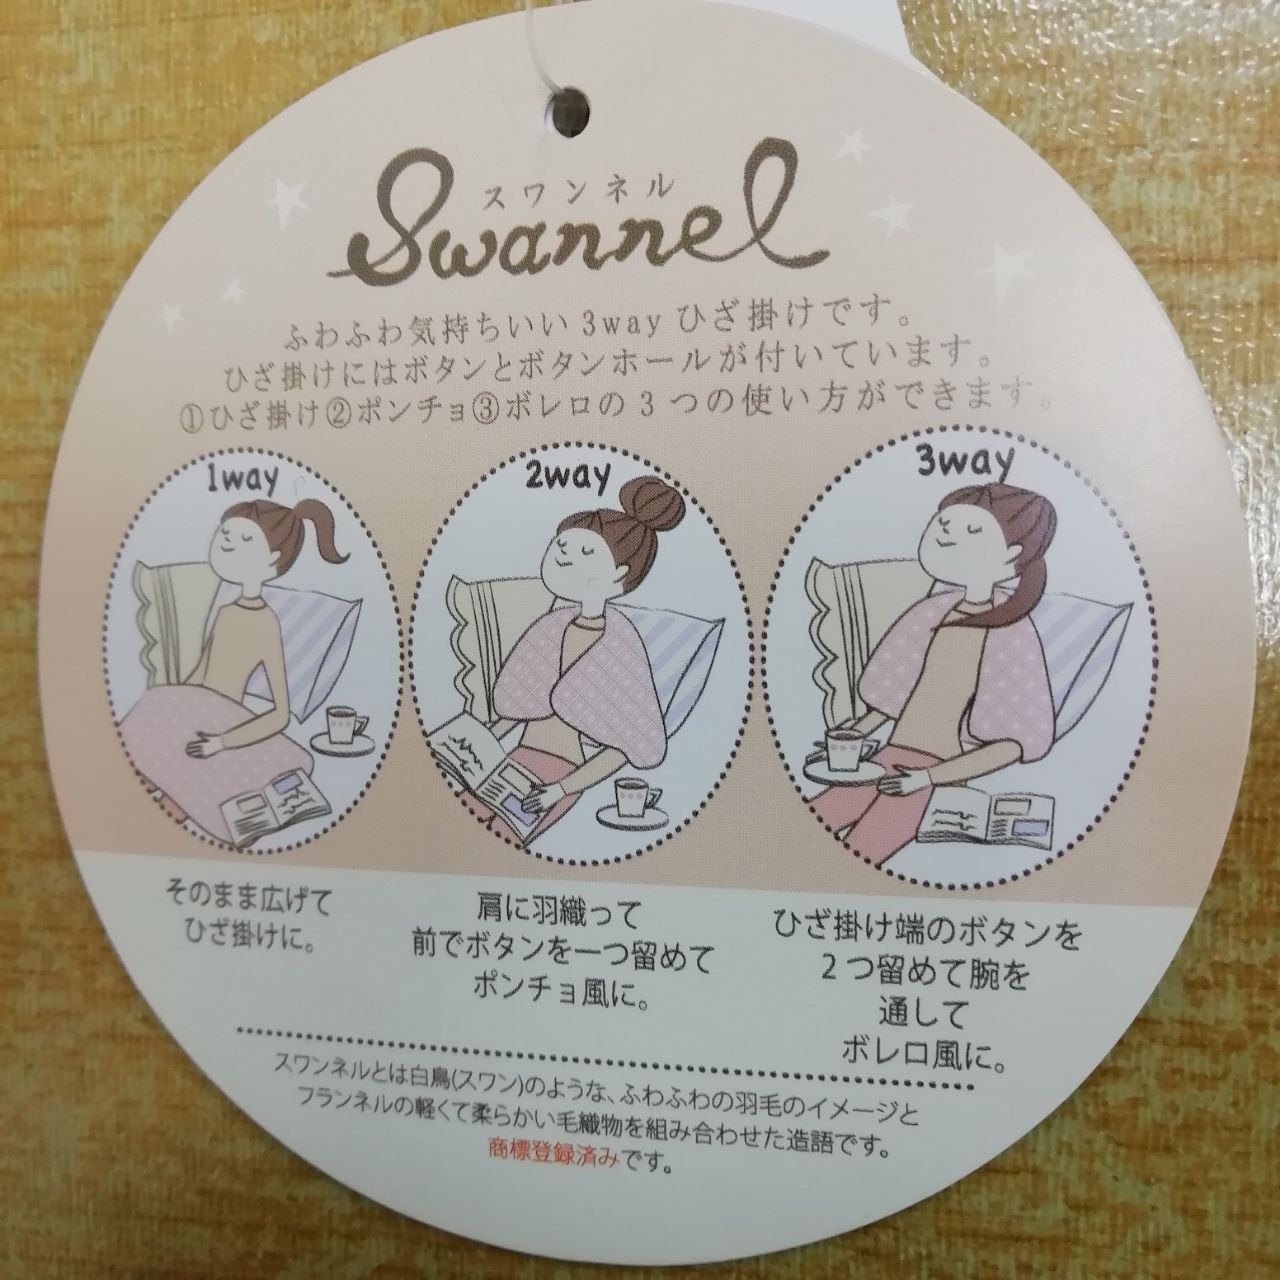 スワンネル
Swannel
ふわふわ気持ちいい3wayひざ掛けです。
ひざ掛けにはボタンとボタンホールが付いています。
①ひざ掛け②ポンチョ③ボレロの3つの使い方ができます。
1way
2way
3way
そのまま広げて
ひざ掛けに。
肩に羽織って
前でボタンを一つ留めて
ポンチョ風に。
ひざ掛け端のボタンを
2つ留めて腕を
通して
ボレロ風に。
スワンネルとは白鳥(スワン)のような、ふわふわの羽毛のイメージと
フランネルの軽くて柔らかい毛織物を組み合わせた造語です。
商標登録済みです。